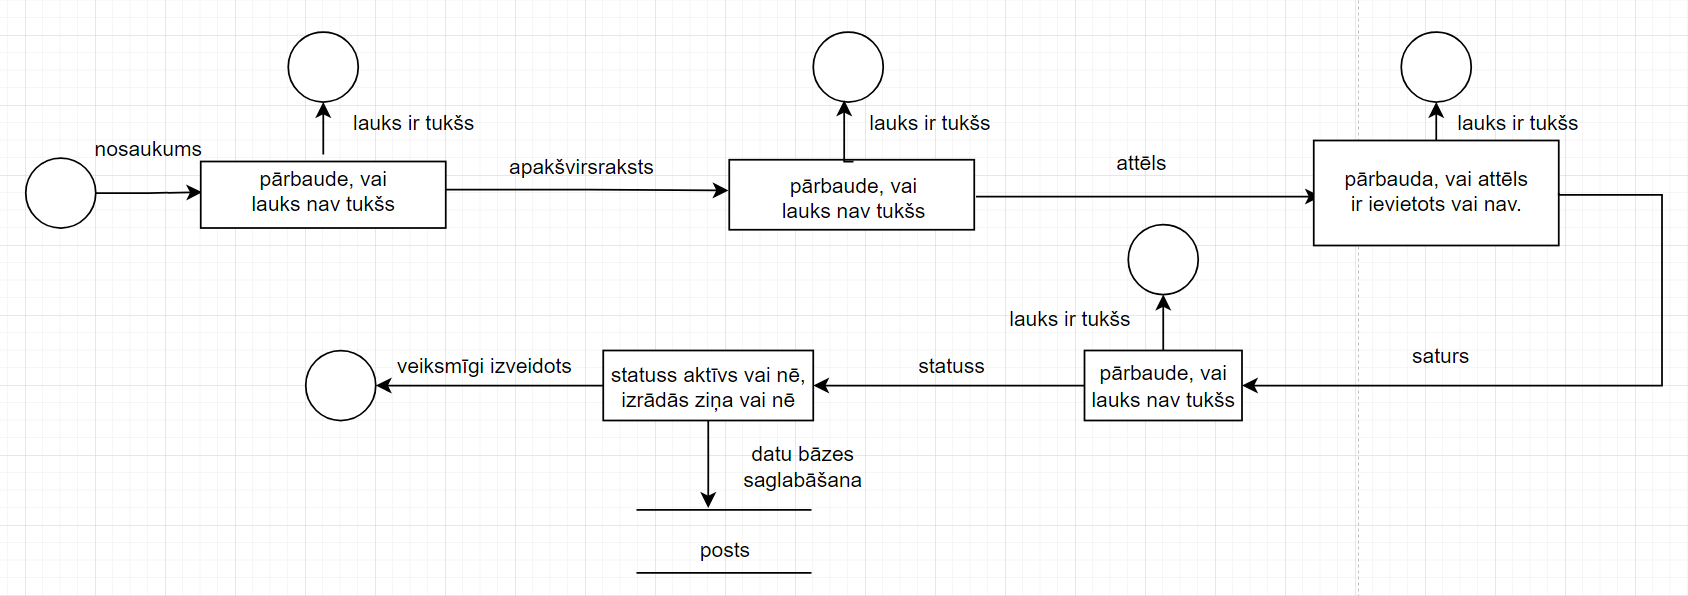 nosaukums
lauks ir tukšs
pārbaude, vai
lauks nav tukšs
apakšvirsraksts
lauks ir tukšs
pārbaude, vai
lauks nav tukšs
attēls
lauks ir tukšs
pārbauda, vai attēls
ir ievietots vai nav.
saturs
lauks ir tukšs
pārbaude, vai
lauks nav tukšs
statuss
statuss aktīvs vai nē,
izrādās ziņa vai nē
veiksmīgi izveidots
datu bāzes
saglabāšana
posts